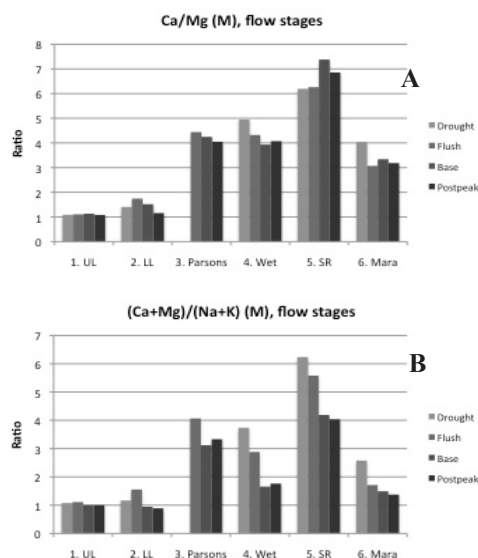 Ca/Mg (M), flow stages
A
8
7
6
5
4
3
2
1
0
Ratio
1. UL 2. LL 3. Parsons 4. Wet 5. SR 6. Mara
Drought
Flush
Base
Postpeak
(Ca+Mg)/(Na+K) (M), flow stages
B
7
6
5
4
3
2
1
0
Ratio
1. UL 2. LL 3. Parsons 4. Wet 5. SR 6. Mara
Drought
Flush
Base
Postpeak